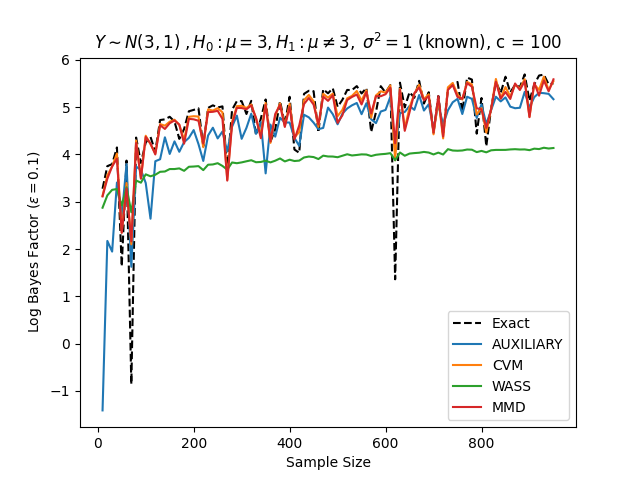 Y ~ N(3, 1) , H₀ : μ = 3, H₁ : μ ≠ 3, σ² = 1 (known), c = 100
Log Bayes Factor (ϵ = 0.1)
6
5
4
3
2
1
0
−1
0
200
400
600
800
Sample Size
Exact
AUXILIARY
CVM
WASS
MMD